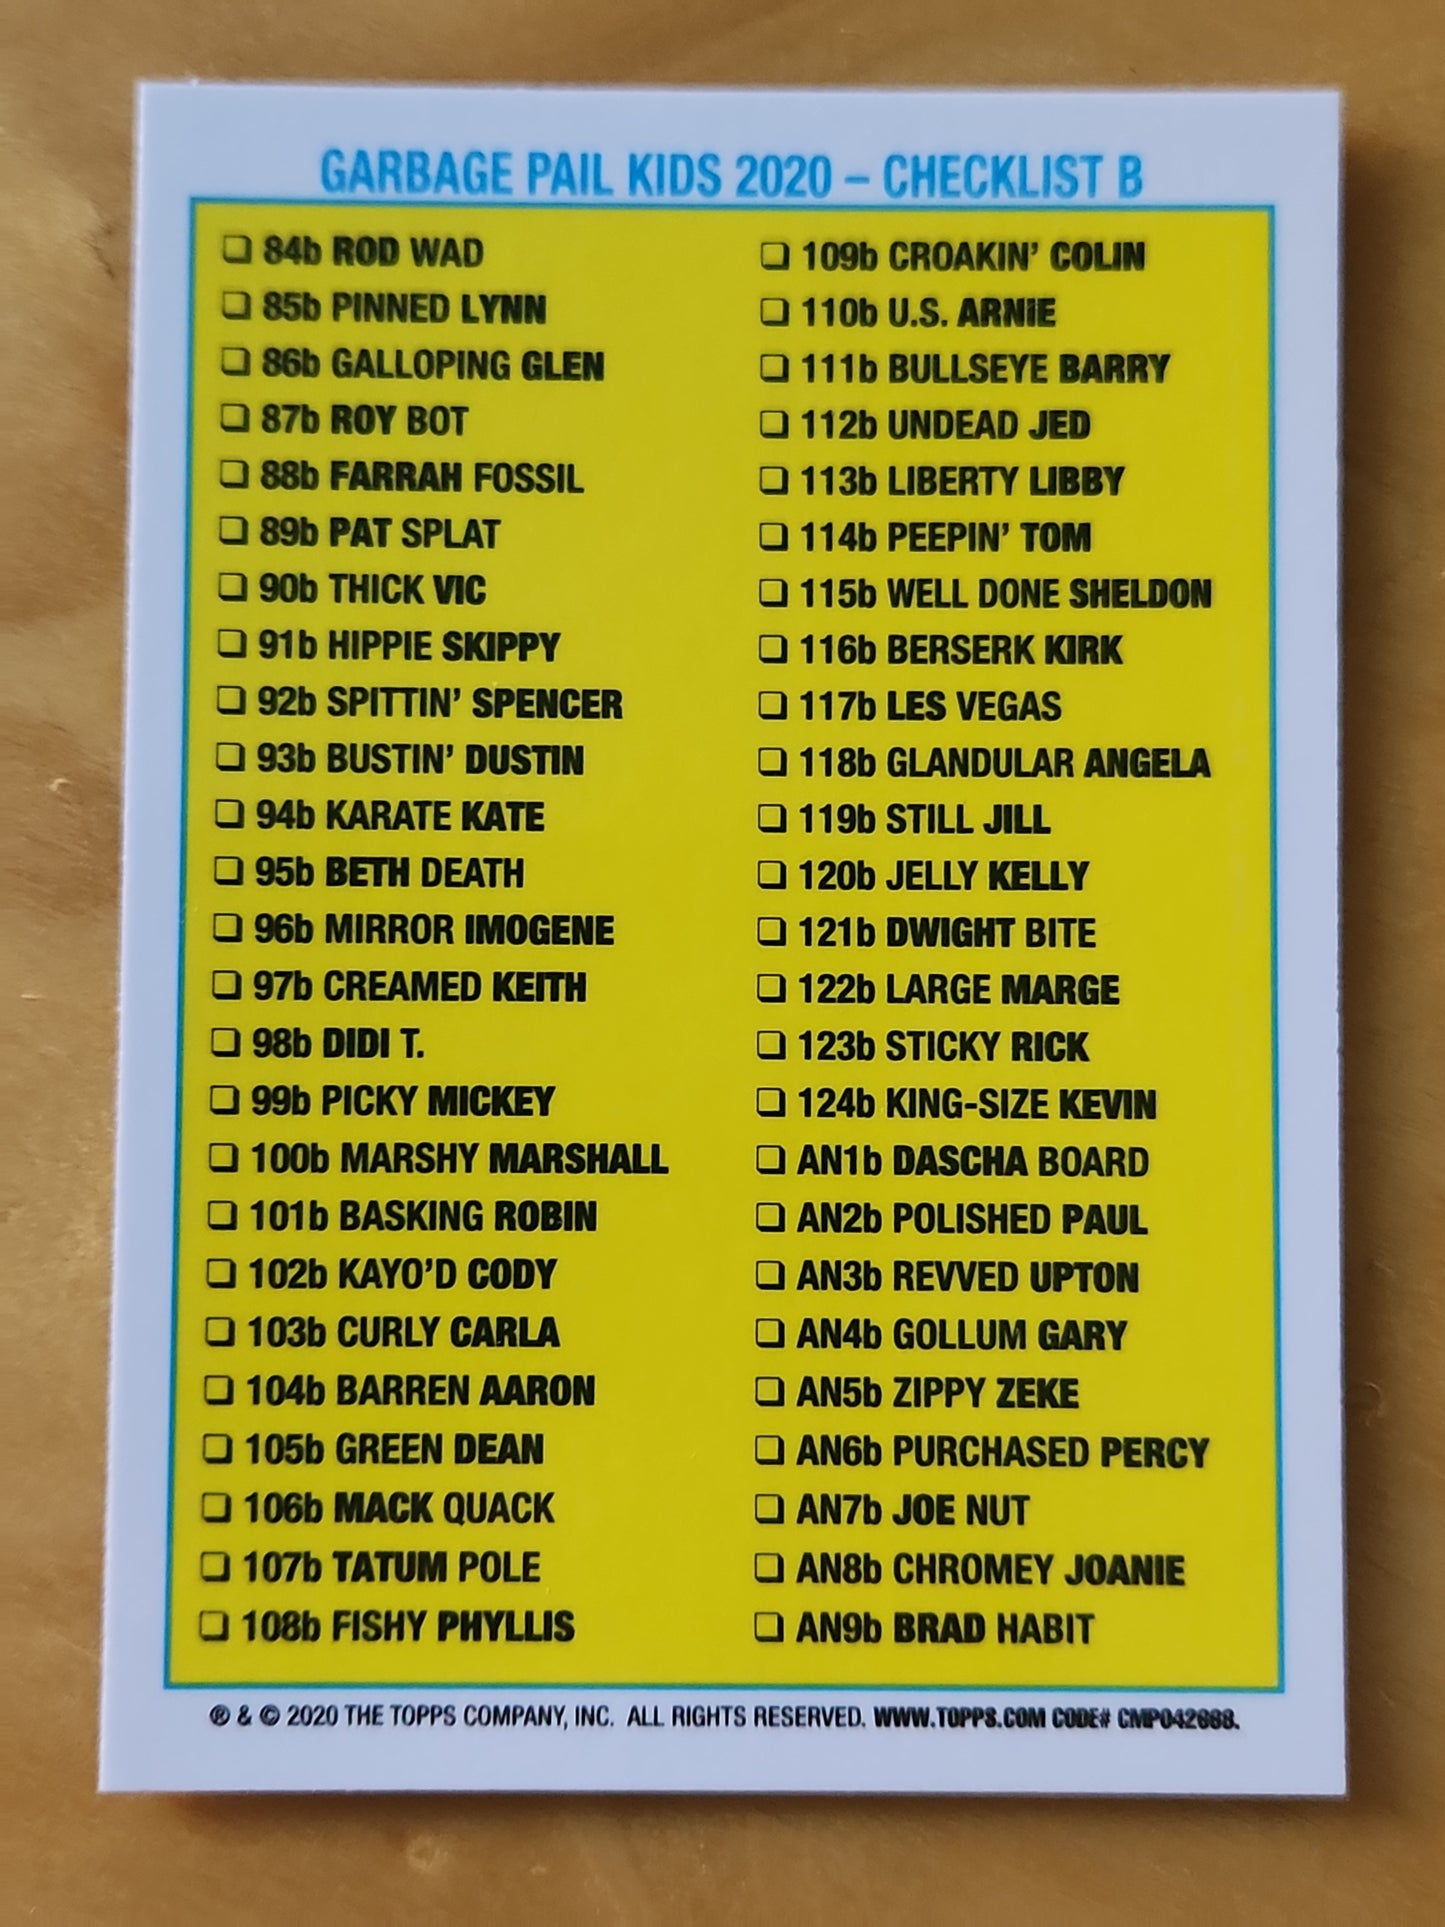 GARBAGE PAIL KIDS 2020 – CHECKLIST B
❏ 84b ROD WAD
❏ 85b PINNED LYNN
❏ 86b GALLOPING GLEN
❏ 87b ROY BOT
❏ 88b FARRAH FOSSIL
❏ 89b PAT SPLAT
❏ 90b THICK VIC
❏ 91b HIPPIE SKIPPY
❏ 92b SPITTIN' SPENCER
❏ 93b BUSTIN' DUSTIN
❏ 94b KARATE KATE
❏ 95b BETH DEATH
❏ 96b MIRROR IMOGENE
❏ 97b CREAMED KEITH
❏ 98b DIDI T.
❏ 99b PICKY MICKEY
❏ 100b MARSHY MARSHALL
❏ 101b BASKING ROBIN
❏ 102b KAYO'D CODY
❏ 103b CURLY CARLA
❏ 104b BARREN AARON
❏ 105b GREEN DEAN
❏ 106b MACK QUACK
❏ 107b TATUM POLE
❏ 108b FISHY PHYLLIS
❏ 109b CROAKIN' COLIN
❏ 110b U.S. ARNIE
❏ 111b BULLSEYE BARRY
❏ 112b UNDEAD JED
❏ 113b LIBERTY LIBBY
❏ 114b PEEPIN' TOM
❏ 115b WELL DONE SHELDON
❏ 116b BERSERK KIRK
❏ 117b LES VEGAS
❏ 118b GLANDULAR ANGELA
❏ 119b STILL JILL
❏ 120b JELLY KELLY
❏ 121b DWIGHT BITE
❏ 122b LARGE MARGE
❏ 123b STICKY RICK
❏ 124b KING-SIZE KEVIN
❏ AN1b DASCHA BOARD
❏ AN2b POLISHED PAUL
❏ AN3b REVVED UPTON
❏ AN4b GOLLUM GARY
❏ AN5b ZIPPY ZEKE
❏ AN6b PURCHASED PERCY
❏ AN7b JOE NUT
❏ AN8b CHROMEY JOANIE
❏ AN9b BRAD HABIT
® & © 2020 THE TOPPS COMPANY, INC. ALL RIGHTS RESERVED. WWW.TOPPS.COM CODE#